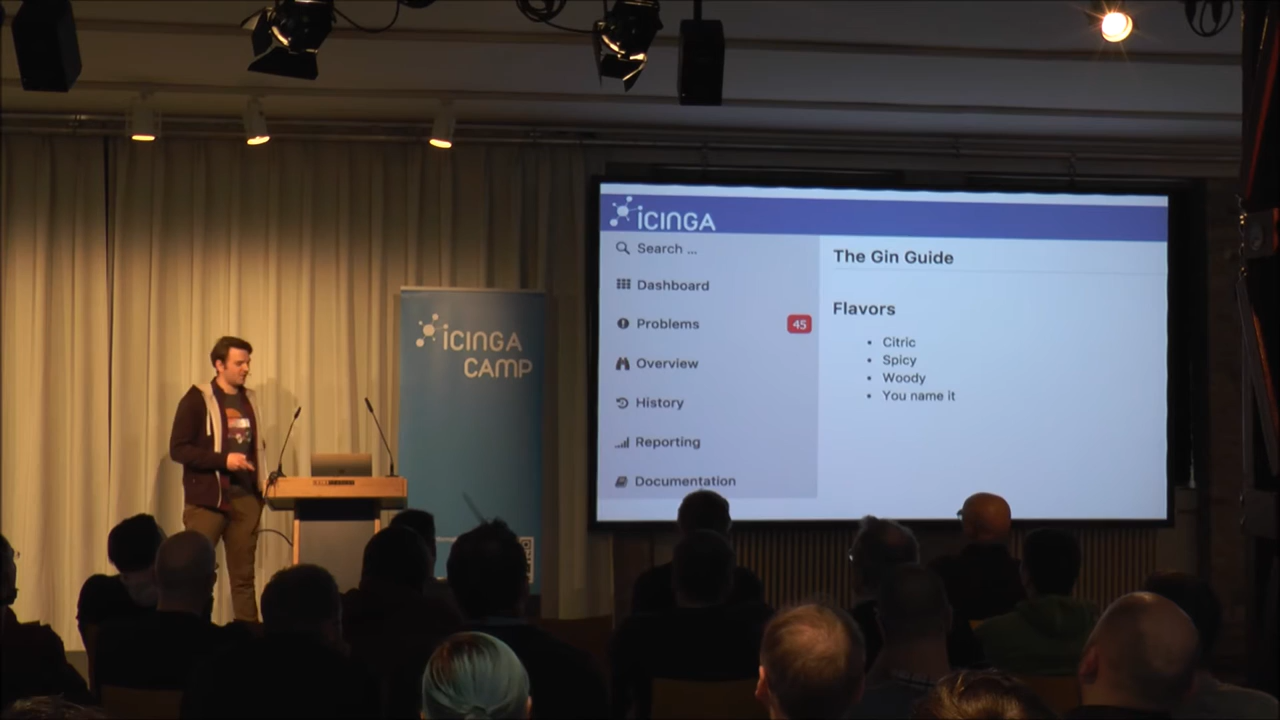 iCINGA
Search ...
Dashboard
Problems
45
Overview
History
Reporting
Documentation
The Gin Guide
Flavors
• Citric
• Spicy
• Woody
• You name it
iCINGA
CAMP